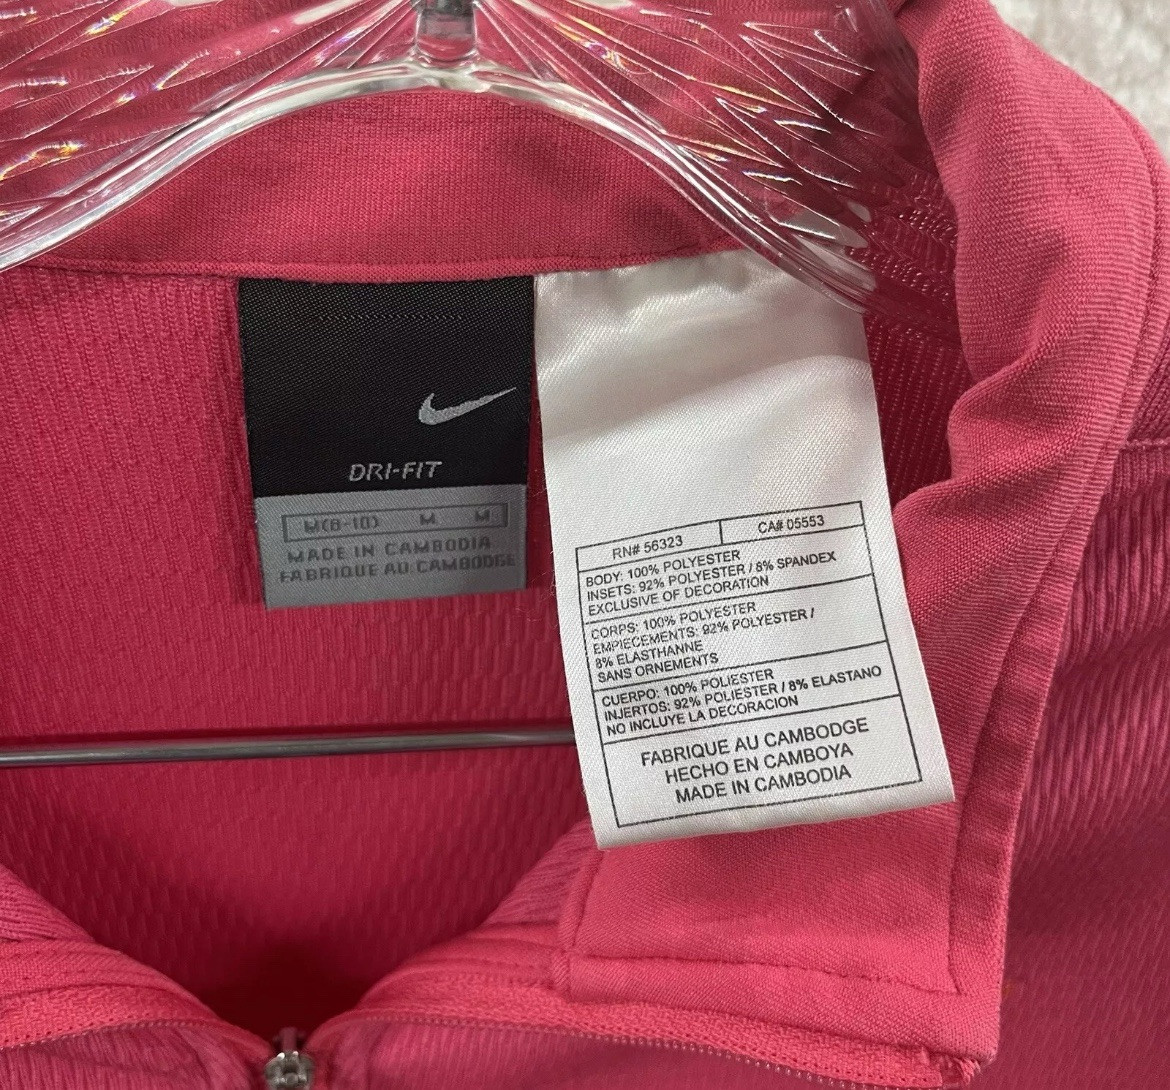 DRI-FIT
M(8-10) M M
MADE IN CAMBODIA
FABRIQUE AU CAMBODGE
RN# 56323 CA# 05553
BODY: 100% POLYESTER
INSETS: 92% POLYESTER / 8% SPANDEX
EXCLUSIVE OF DECORATION
CORPS: 100% POLYESTER
EMPIECEMENTS: 92% POLYESTER /
8% ELASTHANNE
SANS ORNEMENTS
CUERPO: 100% POLIESTER
INJERTOS: 92% POLIESTER / 8% ELASTANO
NO INCLUYE LA DECORACION
FABRIQUE AU CAMBODGE
HECHO EN CAMBOYA
MADE IN CAMBODIA